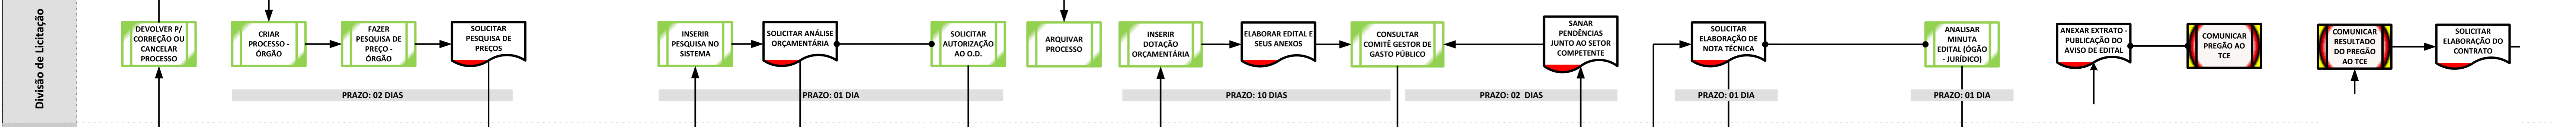 Divisão de Licitação
DEVOLVER P/
CORREÇÃO OU
CANCELAR
PROCESSO
CRIAR
PROCESSO -
ÓRGÃO
FAZER
PESQUISA DE
PREÇO -
ÓRGÃO
SOLICITAR
PESQUISA DE
PREÇOS
PRAZO: 02 DIAS
INSERIR
PESQUISA NO
SISTEMA
SOLICITAR ANÁLISE
ORÇAMENTÁRIA
SOLICITAR
AUTORIZAÇÃO
AO O.D.
PRAZO: 01 DIA
ARQUIVAR
PROCESSO
INSERIR
DOTAÇÃO
ORÇAMENTÁRIA
ELABORAR EDITAL E
SEUS ANEXOS
CONSULTAR
COMITÊ GESTOR DE
GASTO PÚBLICO
PRAZO: 10 DIAS
SANAR
PENDÊNCIAS
JUNTO AO SETOR
COMPETENTE
PRAZO: 02 DIAS
SOLICITAR
ELABORAÇÃO DE
NOTA TÉCNICA
PRAZO: 01 DIA
ANALISAR
MINUTA
EDITAL (ÓGÃO
- JURÍDICO)
PRAZO: 01 DIA
ANEXAR EXTRATO -
PUBLICAÇÃO DO
AVISO DE EDITAL
COMUNICAR
PREGÃO AO
TCE
COMUNICAR
RESULTADO
DO PREGÃO
AO TCE
SOLICITAR
ELABORAÇÃO DO
CONTRATO